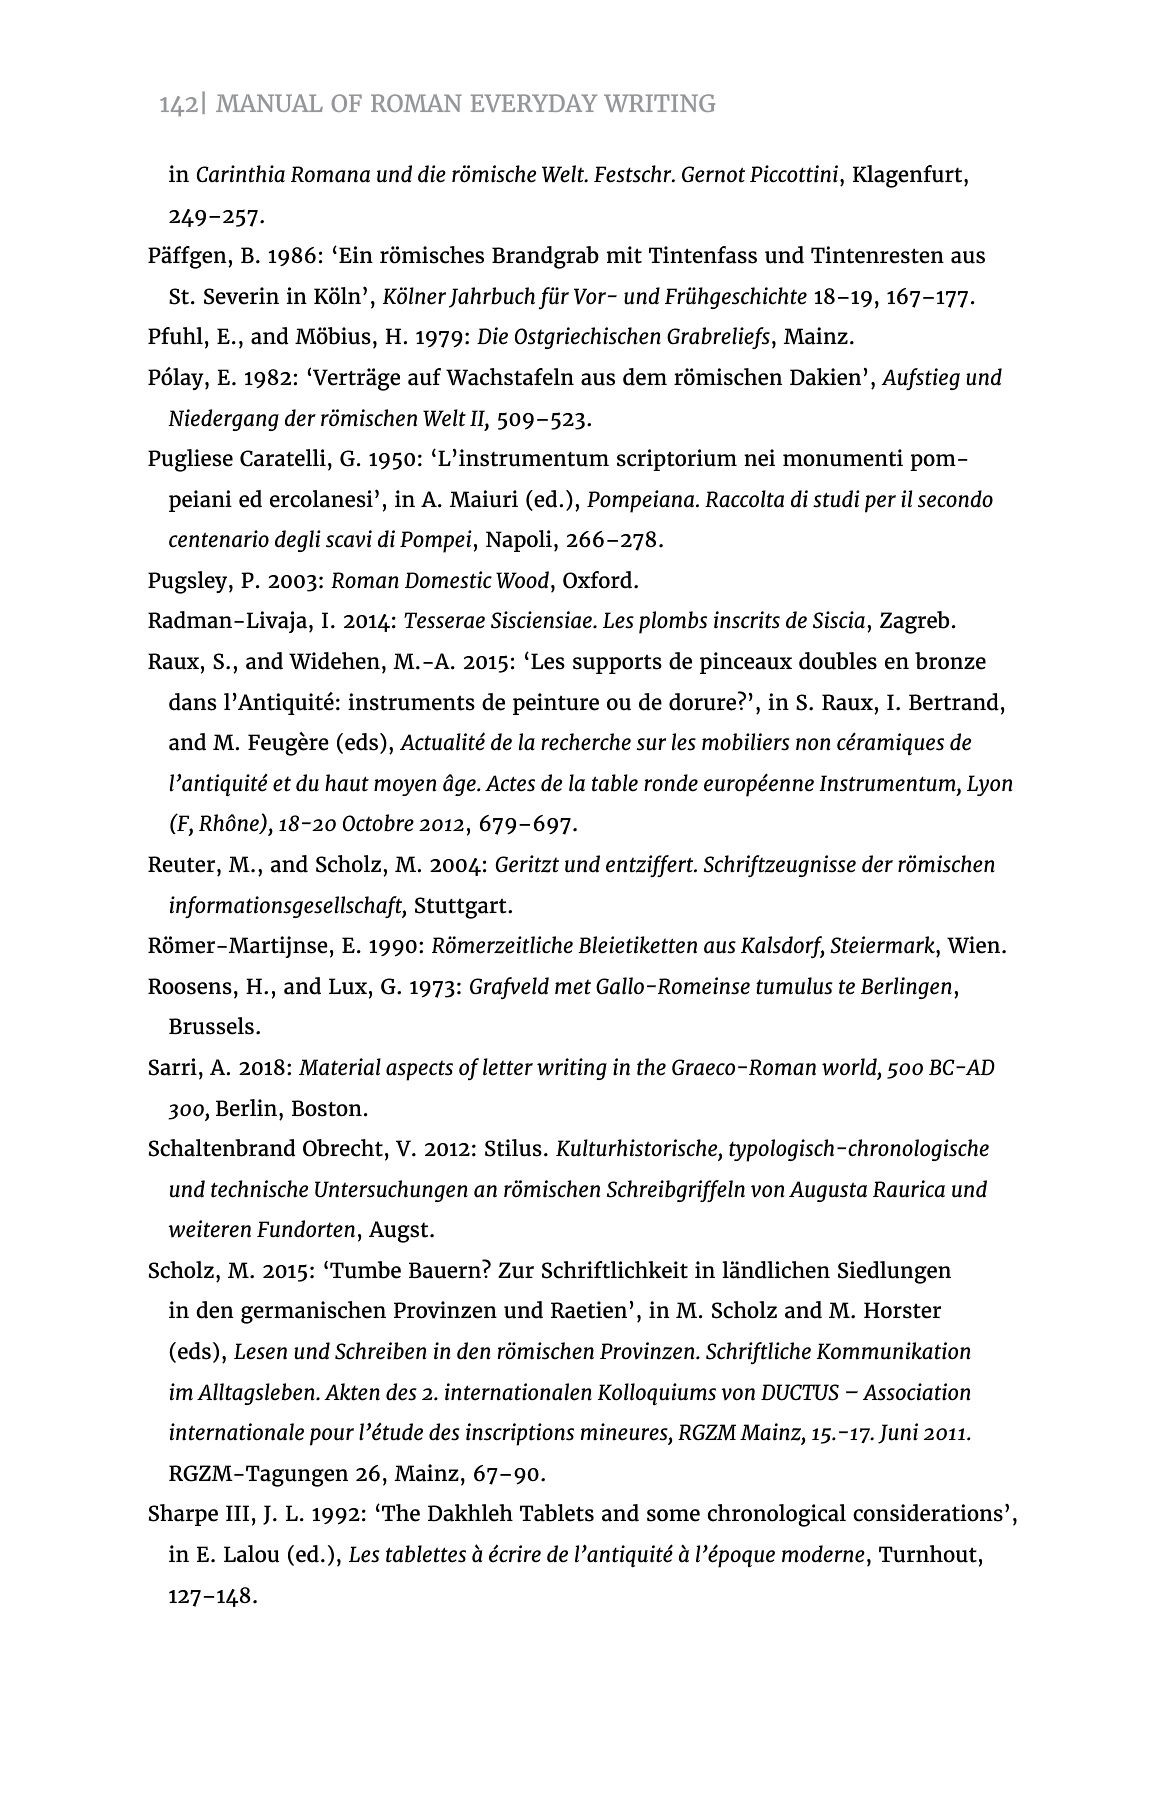 142| MANUAL OF ROMAN EVERYDAY WRITING
in Carinthia Romana und die römische Welt. Festschr. Gernot Piccottini, Klagenfurt,
249–257.
Päffgen, B. 1986: ‘Ein römisches Brandgrab mit Tintenfass und Tintenresten aus
St. Severin in Köln’, Kölner Jahrbuch für Vor- und Frühgeschichte 18–19, 167–177.
Pfuhl, E., and Möbius, H. 1979: Die Ostgriechischen Grabreliefs, Mainz.
Pólay, E. 1982: ‘Verträge auf Wachstafeln aus dem römischen Dakien’, Aufstieg und
Niedergang der römischen Welt II, 509–523.
Pugliese Caratelli, G. 1950: ‘L’instrumentum scriptorium nei monumenti pom-
peiani ed ercolanesi’, in A. Maiuri (ed.), Pompeiana. Raccolta di studi per il secondo
centenario degli scavi di Pompei, Napoli, 266–278.
Pugsley, P. 2003: Roman Domestic Wood, Oxford.
Radman-Livaja, I. 2014: Tesserae Sisciensiae. Les plombs inscrits de Siscia, Zagreb.
Raux, S., and Widehen, M.-A. 2015: ‘Les supports de pinceaux doubles en bronze
dans l’Antiquité: instruments de peinture ou de dorure?’, in S. Raux, I. Bertrand,
and M. Feugère (eds), Actualité de la recherche sur les mobiliers non céramiques de
l’antiquité et du haut moyen âge. Actes de la table ronde européenne Instrumentum, Lyon
(F, Rhône), 18-20 Octobre 2012, 679–697.
Reuter, M., and Scholz, M. 2004: Geritzt und entziffert. Schriftzeugnisse der römischen
informationsgesellschaft, Stuttgart.
Römer-Martijnse, E. 1990: Römerzeitliche Bleietiketten aus Kalsdorf, Steiermark, Wien.
Roosens, H., and Lux, G. 1973: Grafveld met Gallo-Romeinse tumulus te Berlingen,
Brussels.
Sarri, A. 2018: Material aspects of letter writing in the Graeco-Roman world, 500 BC-AD
300, Berlin, Boston.
Schaltenbrand Obrecht, V. 2012: Stilus. Kulturhistorische, typologisch-chronologische
und technische Untersuchungen an römischen Schreibgriffeln von Augusta Raurica und
weiteren Fundorten, Augst.
Scholz, M. 2015: ‘Tumbe Bauern? Zur Schriftlichkeit in ländlichen Siedlungen
in den germanischen Provinzen und Raetien’, in M. Scholz and M. Horster
(eds), Lesen und Schreiben in den römischen Provinzen. Schriftliche Kommunikation
im Alltagsleben. Akten des 2. internationalen Kolloquiums von DUCTUS – Association
internationale pour l’étude des inscriptions mineures, RGZM Mainz, 15.-17. Juni 2011.
RGZM-Tagungen 26, Mainz, 67–90.
Sharpe III, J. L. 1992: ‘The Dakhleh Tablets and some chronological considerations’,
in E. Lalou (ed.), Les tablettes à écrire de l’antiquité à l’époque moderne, Turnhout,
127–148.